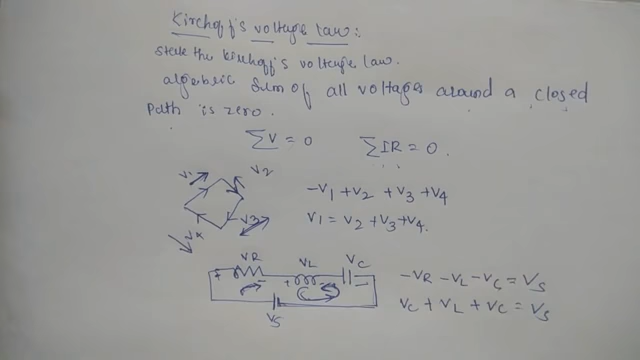 Kirchoff's voltage law:
state the kirchoff's voltage law.
algebric sum of all voltages around a closed
path is zero.
ΣV = 0 ΣIR = 0.
V1 V2
-V1 + V2 + V3 + V4
V3
V1 = V2 + V3 + V4.
V4
VR VL VC
+ - +
-VR - VL - VC = VS
VC + VL + VC = VS
VS